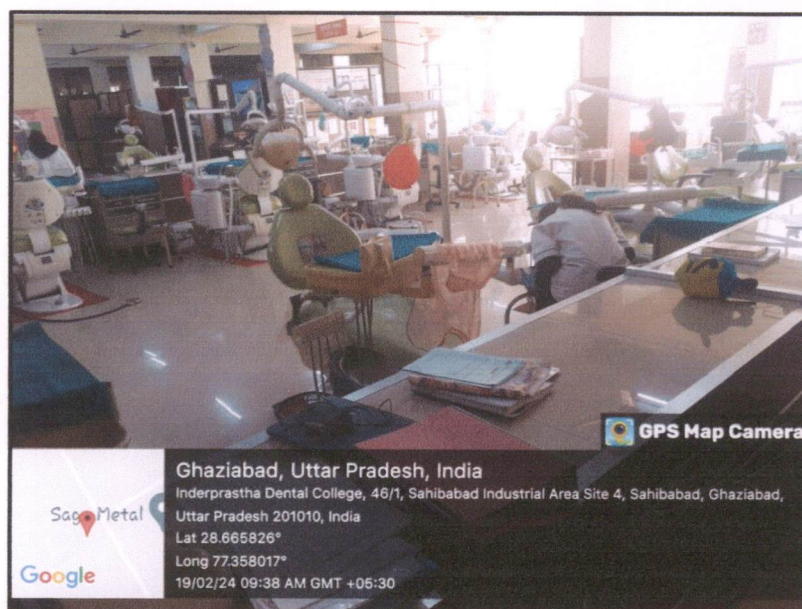 GPS Map Camera
Ghaziabad, Uttar Pradesh, India
Inderprastha Dental College, 46/1, Sahibabad Industrial Area Site 4, Sahibabad, Ghaziabad,
Uttar Pradesh 201010, India
Lat 28.665826°
Long 77.358017°
19/02/24 09:38 AM GMT +05:30
Metal
Google